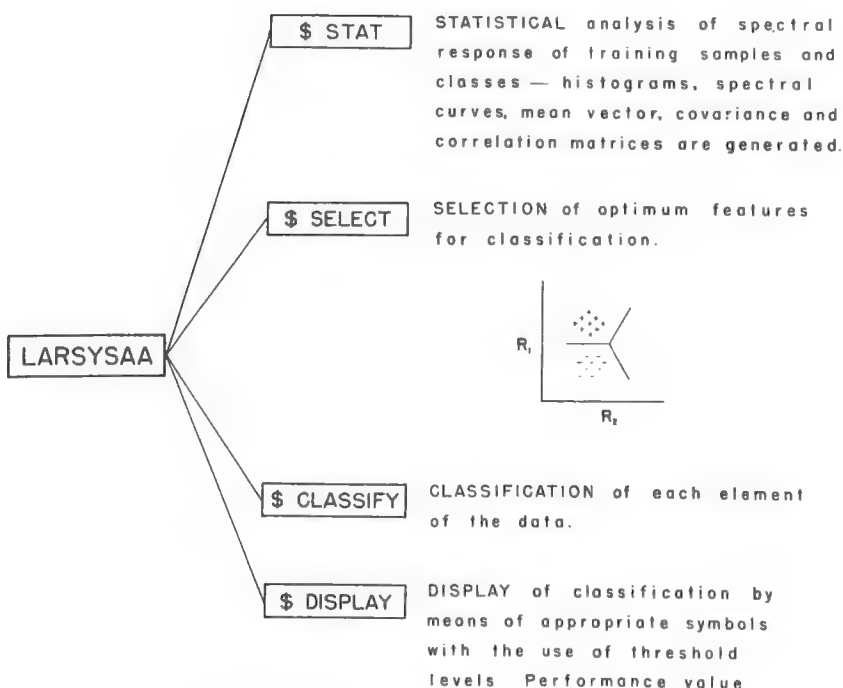 $ STAT
STATISTICAL analysis of spectral
response of training samples and
classes — histograms, spectral
curves, mean vector, covariance and
correlation matrices are generated.
$ SELECT
SELECTION of optimum features
for classification.
R₁
R₂
LARSYSAA
$ CLASSIFY
CLASSIFICATION of each element
of the data.
$ DISPLAY
DISPLAY of classification by
means of appropriate symbols
with the use of threshold
levels Performance value